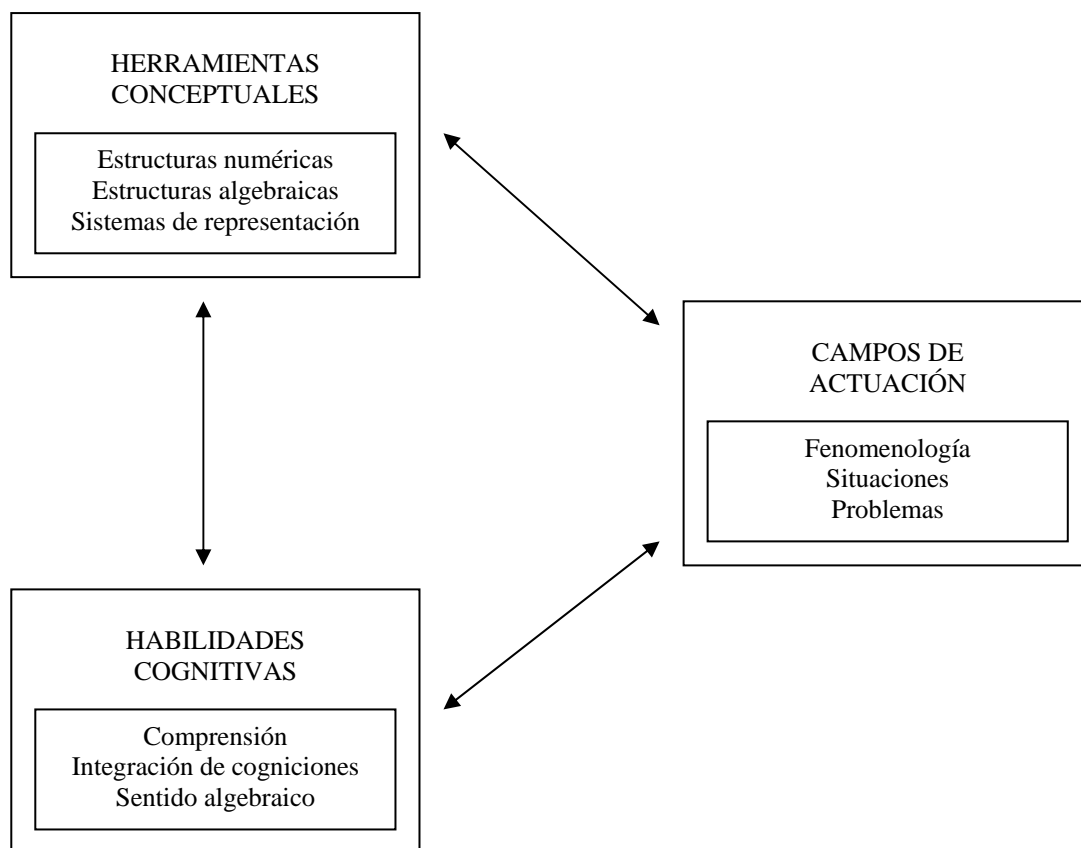 HERRAMIENTAS
CONCEPTUALES
Estructuras numéricas
Estructuras algebraicas
Sistemas de representación
CAMPOS DE
ACTUACIÓN
Fenomenología
Situaciones
Problemas
HABILIDADES
COGNITIVAS
Comprensión
Integración de cogniciones
Sentido algebraico